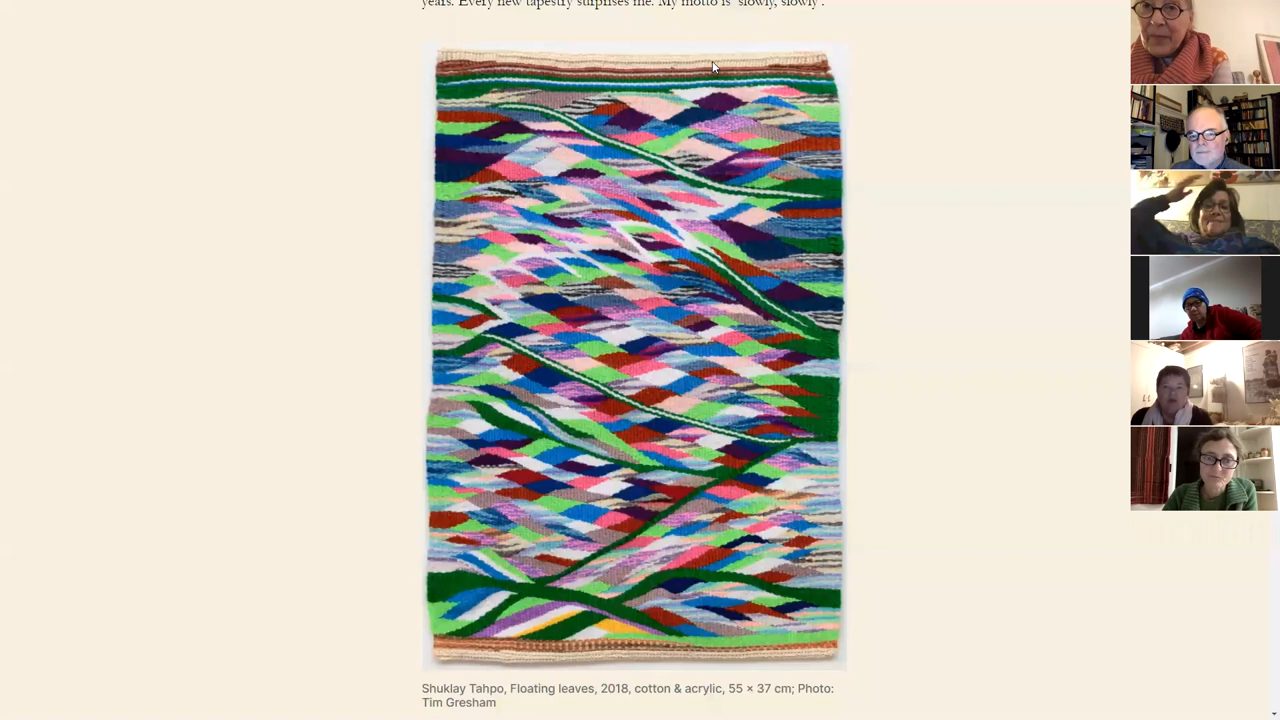 years. Every new tapestry surprises me. My motto is 'slowly, slowly'.
Shuklay Tahpo, Floating leaves, 2018, cotton & acrylic, 55 × 37 cm; Photo:
Tim Gresham